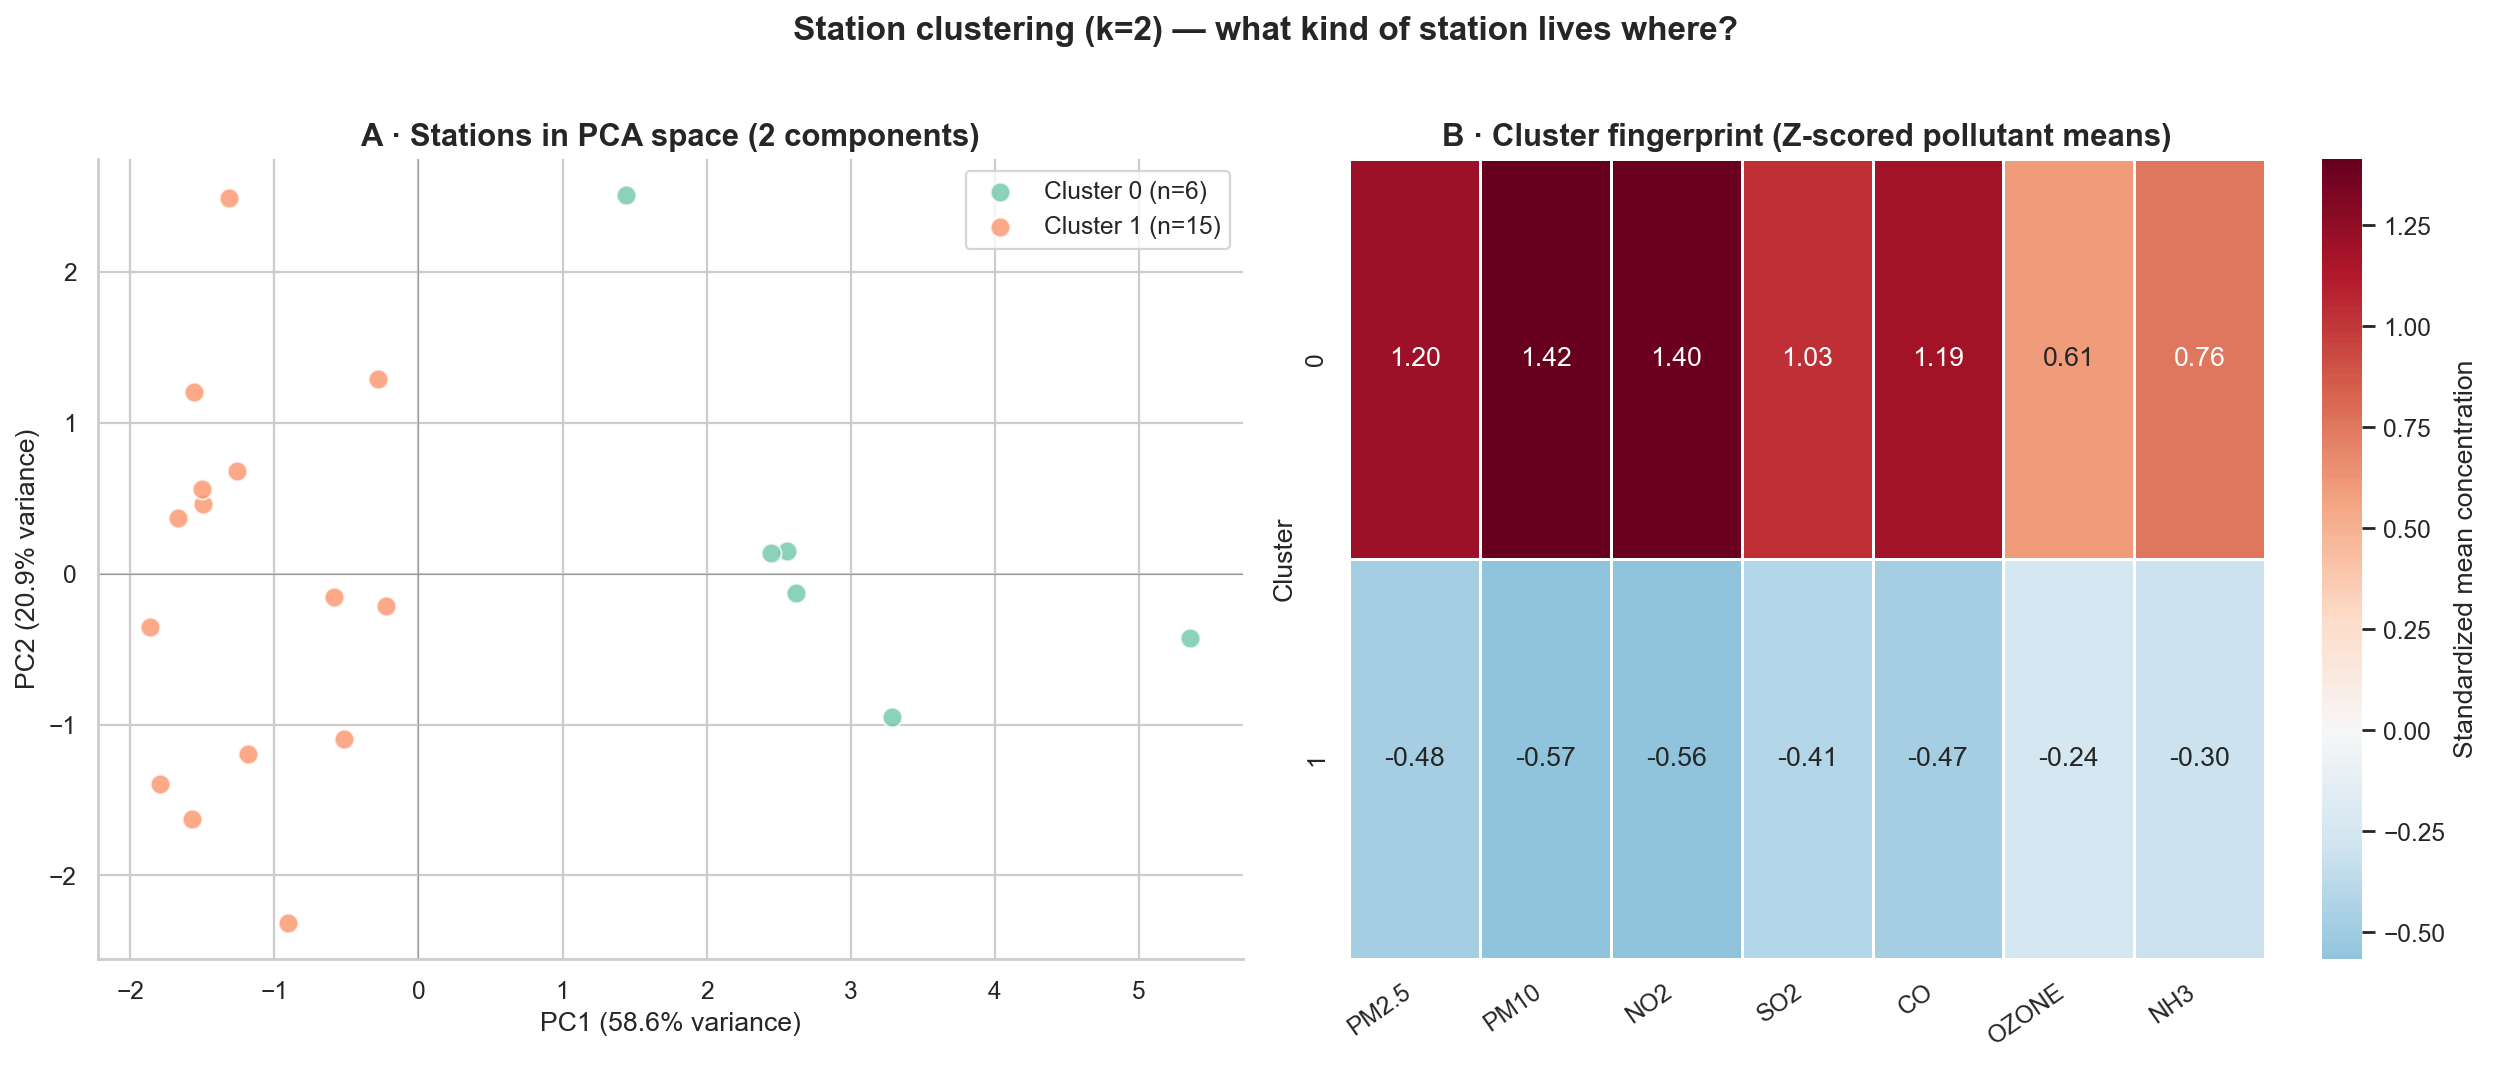 Station clustering (k=2) — what kind of station lives where?
A · Stations in PCA space (2 components)
Cluster 0 (n=6)
Cluster 1 (n=15)
2
1
0
−1
−2
PC2 (20.9% variance)
−2 −1 0 1 2 3 4 5
PC1 (58.6% variance)
B · Cluster fingerprint (Z-scored pollutant means)
Cluster
0
1.20 1.42 1.40 1.03 1.19 0.61 0.76
1
-0.48 -0.57 -0.56 -0.41 -0.47 -0.24 -0.30
PM2.5 PM10 NO2 SO2 CO OZONE NH3
1.25
1.00
0.75
0.50
0.25
0.00
−0.25
−0.50
Standardized mean concentration